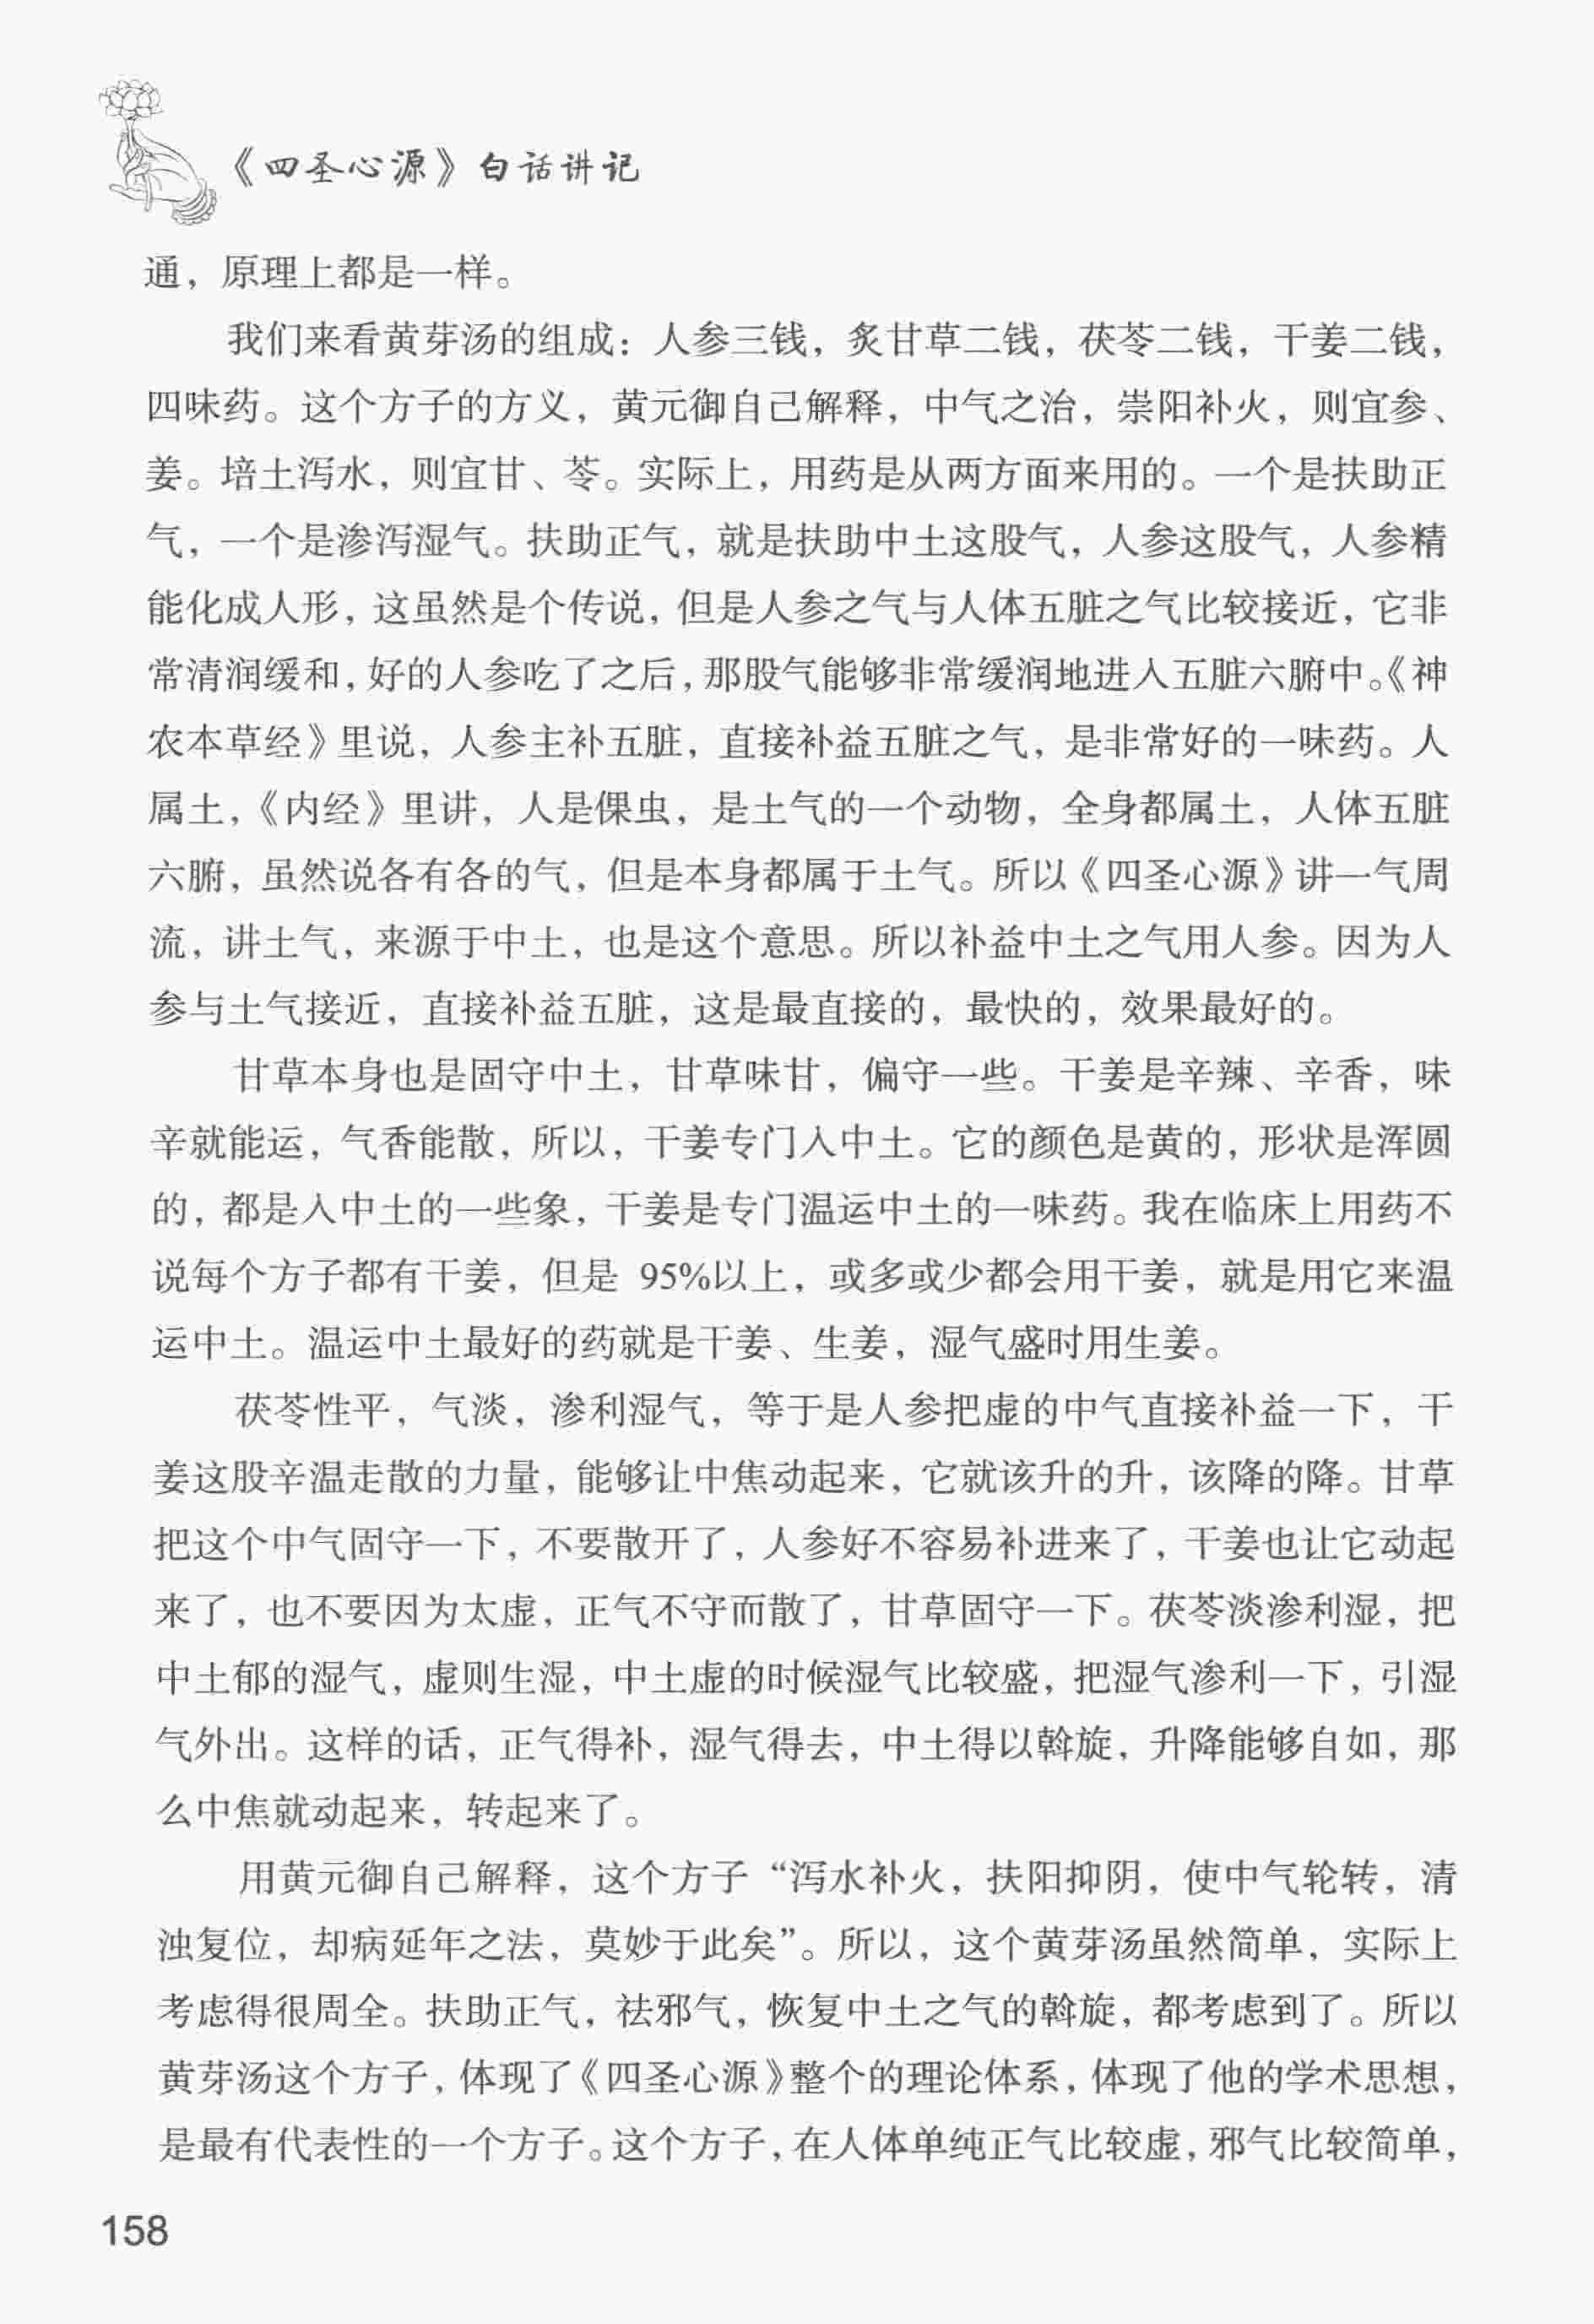 《四圣心源》白话讲记
通，原理上都是一样。
我们来看黄芽汤的组成：人参三钱，炙甘草二钱，茯苓二钱，干姜二钱，
四味药。这个方子的方义，黄元御自己解释，中气之治，崇阳补火，则宜参、
姜。培土泻水，则宜甘、苓。实际上，用药是从两方面来用的。一个是扶助正
气，一个是渗泻湿气。扶助正气，就是扶助中土这股气，人参这股气，人参精
能化成人形，这虽然是个传说，但是人参之气与人体五脏之气比较接近，它非
常清润缓和，好的人参吃了之后，那股气能够非常缓润地进入五脏六腑中。《神
农本草经》里说，人参主补五脏，直接补益五脏之气，是非常好的一味药。人
属土，《内经》里讲，人是倮虫，是土气的一个动物，全身都属土，人体五脏
六腑，虽然说各有各的气，但是本身都属于土气。所以《四圣心源》讲一气周
流，讲土气，来源于中土，也是这个意思。所以补益中土之气用人参。因为人
参与土气接近，直接补益五脏，这是最直接的，最快的，效果最好的。
甘草本身也是固守中土，甘草味甘，偏守一些。干姜是辛辣、辛香，味
辛就能运，气香能散，所以，干姜专门入中土。它的颜色是黄的，形状是浑圆
的，都是入中土的一些象，干姜是专门温运中土的一味药。我在临床上用药不
说每个方子都有干姜，但是 95%以上，或多或少都会用干姜，就是用它来温
运中土。温运中土最好的药就是干姜、生姜，湿气盛时用生姜。
茯苓性平，气淡，渗利湿气，等于是人参把虚的中气直接补益一下，干
姜这股辛温走散的力量，能够让中焦动起来，它就该升的升，该降的降。甘草
把这个中气固守一下，不要散开了，人参好不容易补进来了，干姜也让它动起
来了，也不要因为太虚，正气不守而散了，甘草固守一下。茯苓淡渗利湿，把
中土郁的湿气，虚则生湿，中土虚的时候湿气比较盛，把湿气渗利一下，引湿
气外出。这样的话，正气得补，湿气得去，中土得以斡旋，升降能够自如，那
么中焦就动起来，转起来了。
用黄元御自己解释，这个方子“泻水补火，扶阳抑阴，使中气轮转，清
浊复位，却病延年之法，莫妙于此矣”。所以，这个黄芽汤虽然简单，实际上
考虑得很周全。扶助正气，祛邪气，恢复中土之气的斡旋，都考虑到了。所以
黄芽汤这个方子，体现了《四圣心源》整个的理论体系，体现了他的学术思想，
是最有代表性的一个方子。这个方子，在人体单纯正气比较虚，邪气比较简单，
158